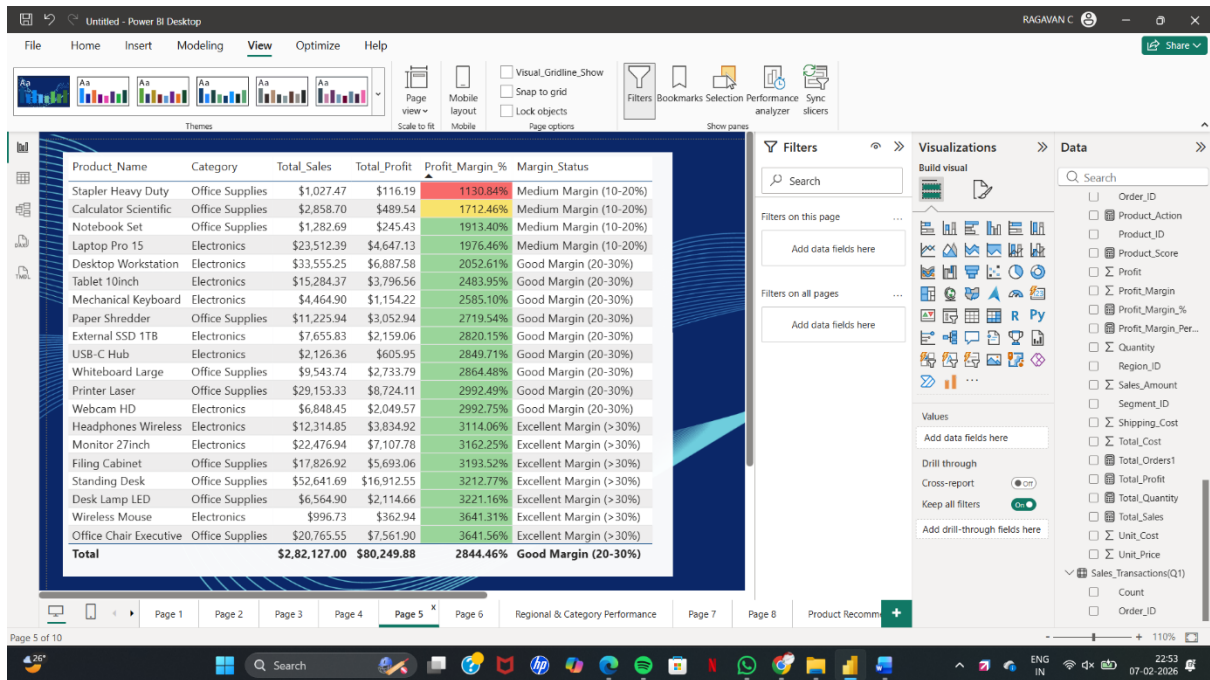 Untitled - Power BI Desktop
RAGAVAN C
File Home Insert Modeling View Optimize Help
Share
Aa Aa Aa Aa Aa Aa
Themes
Page view
Scale to fit
Mobile layout
Mobile
Visual_Gridline_Show
Snap to grid
Lock objects
Page options
Filters Bookmarks Selection Performance analyzer Sync slicers
Show panes
Product_Name Category Total_Sales Total_Profit Profit_Margin_% Margin_Status
Stapler Heavy Duty Office Supplies $1,027.47 $116.19 1130.84% Medium Margin (10-20%)
Calculator Scientific Office Supplies $2,858.70 $489.54 1712.46% Medium Margin (10-20%)
Notebook Set Office Supplies $1,282.69 $245.43 1913.40% Medium Margin (10-20%)
Laptop Pro 15 Electronics $23,512.39 $4,647.13 1976.46% Medium Margin (10-20%)
Desktop Workstation Electronics $33,555.25 $6,887.58 2052.61% Good Margin (20-30%)
Tablet 10inch Electronics $15,284.37 $3,796.56 2483.95% Good Margin (20-30%)
Mechanical Keyboard Electronics $4,464.90 $1,154.22 2585.10% Good Margin (20-30%)
Paper Shredder Office Supplies $11,225.94 $3,052.94 2719.54% Good Margin (20-30%)
External SSD 1TB Electronics $7,655.83 $2,159.06 2820.15% Good Margin (20-30%)
USB-C Hub Electronics $2,126.36 $605.95 2849.71% Good Margin (20-30%)
Whiteboard Large Office Supplies $9,543.74 $2,733.79 2864.48% Good Margin (20-30%)
Printer Laser Office Supplies $29,153.33 $8,724.11 2992.49% Good Margin (20-30%)
Webcam HD Electronics $6,848.45 $2,049.57 2992.75% Good Margin (20-30%)
Headphones Wireless Electronics $12,314.85 $3,834.92 3114.06% Excellent Margin (>30%)
Monitor 27inch Electronics $22,476.94 $7,107.78 3162.25% Excellent Margin (>30%)
Filing Cabinet Office Supplies $17,826.92 $5,693.06 3193.52% Excellent Margin (>30%)
Standing Desk Office Supplies $52,641.69 $16,912.55 3212.77% Excellent Margin (>30%)
Desk Lamp LED Office Supplies $6,564.90 $2,114.66 3221.16% Excellent Margin (>30%)
Wireless Mouse Electronics $996.73 $362.94 3641.31% Excellent Margin (>30%)
Office Chair Executive Office Supplies $20,765.55 $7,561.90 3641.56% Excellent Margin (>30%)
Total $2,82,127.00 $80,249.88 2844.46% Good Margin (20-30%)
Filters
Search
Filters on this page ...
Add data fields here
Filters on all pages ...
Add data fields here
Visualizations
Build visual
R Py
...
Values
Add data fields here
Drill through
Cross-report Off
Keep all filters On
Add drill-through fields here
Data
Search
Order_ID
Product_Action
Product_ID
Product_Score
Profit
Profit_Margin
Profit_Margin_%
Profit_Margin_Per...
Quantity
Region_ID
Sales_Amount
Segment_ID
Shipping_Cost
Total_Cost
Total_Orders1
Total_Profit
Total_Quantity
Total_Sales
Unit_Cost
Unit_Price
Sales_Transactions(Q1)
Count
Order_ID
Page 1 Page 2 Page 3 Page 4 Page 5 Page 6 Regional & Category Performance Page 7 Page 8 Product Recomm
Page 5 of 10
110%
26°
Search
hp
ENG
IN
22:53
07-02-2026